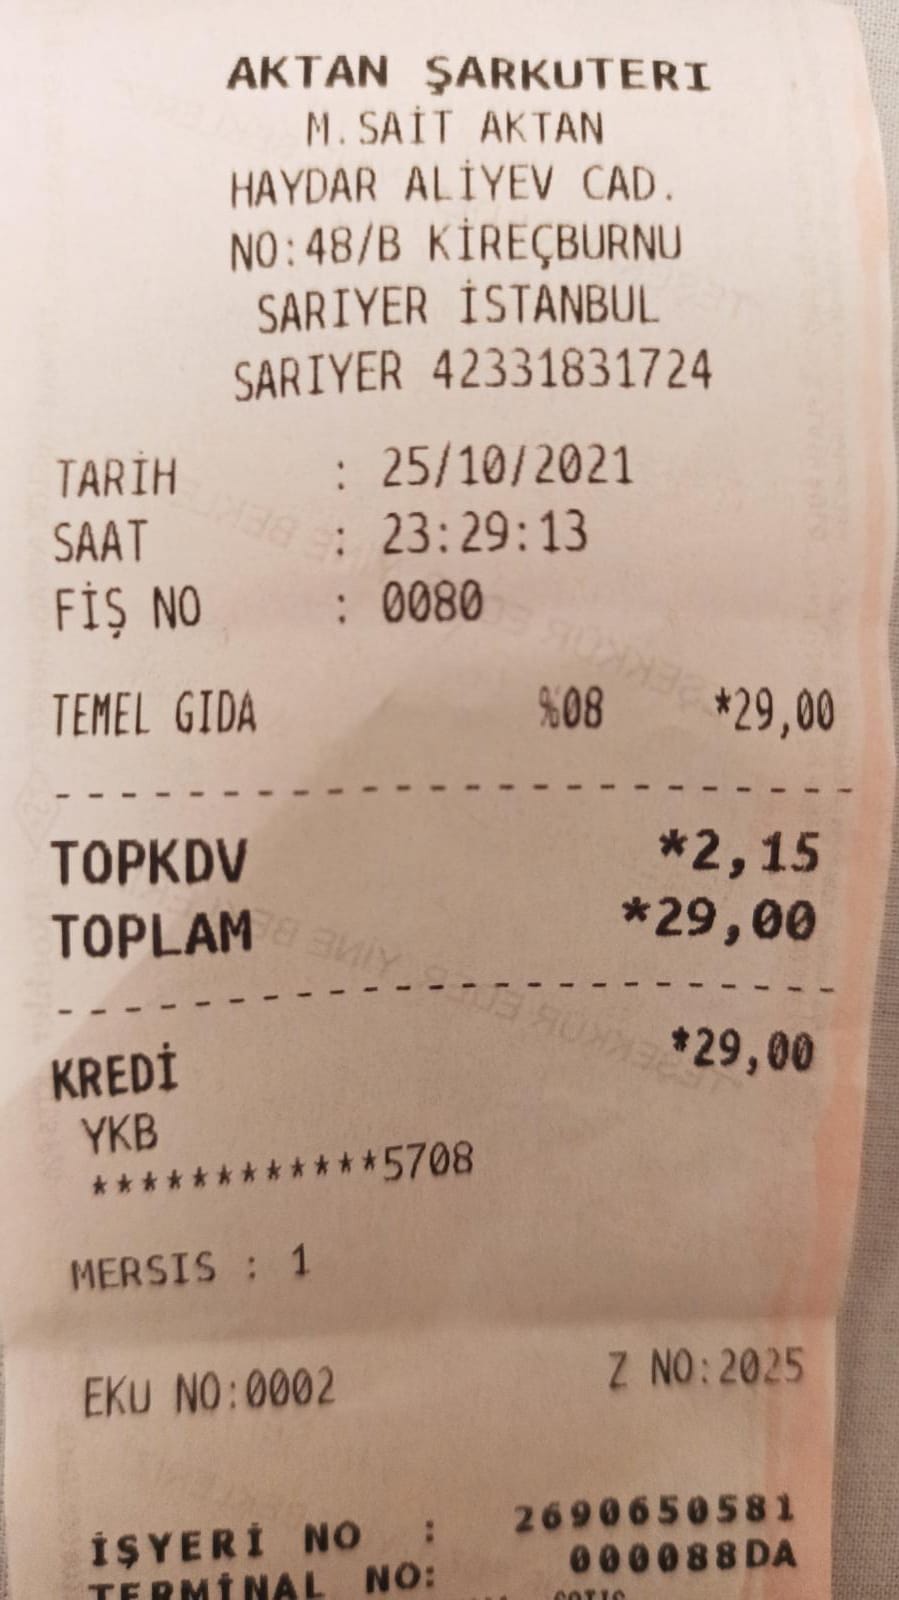 AKTAN ŞARKUTERI
M.SAİT AKTAN
HAYDAR ALİYEV CAD.
NO:48/B KİREÇBURNU
SARIYER İSTANBUL
SARIYER 42331831724
TARİH : 25/10/2021
SAAT : 23:29:13
FİŞ NO : 0080
TEMEL GIDA %08 *29,00
TOPKDV *2,15
TOPLAM *29,00
KREDİ *29,00
YKB
************5708
MERSIS : 1
EKU NO:0002 Z NO:2025
İŞYERİ NO : 2690650581
TERMİNAL NO: 000088DA